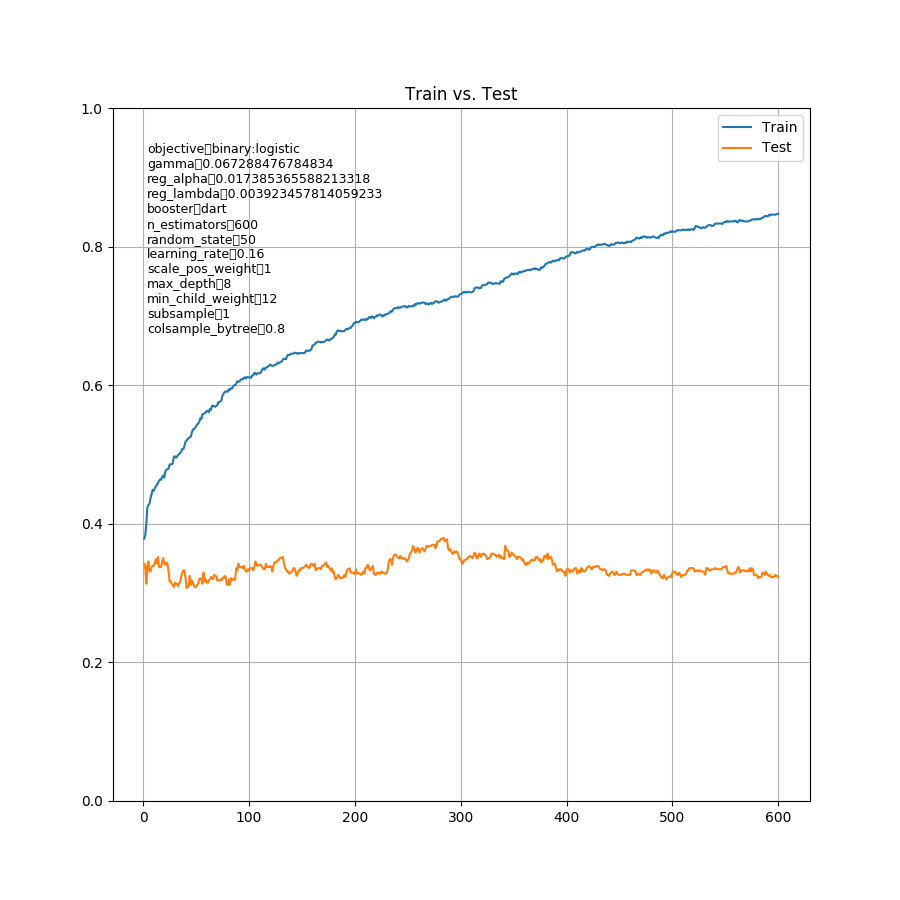 Train vs. Test
1.0
0.8
0.6
0.4
0.2
0.0
Train
Test
objective▯binary:logistic
gamma▯0.067288476784834
reg_alpha▯0.017385365588213318
reg_lambda▯0.003923457814059233
booster▯dart
n_estimators▯600
random_state▯50
learning_rate▯0.16
scale_pos_weight▯1
max_depth▯8
min_child_weight▯12
subsample▯1
colsample_bytree▯0.8
0 100 200 300 400 500 600